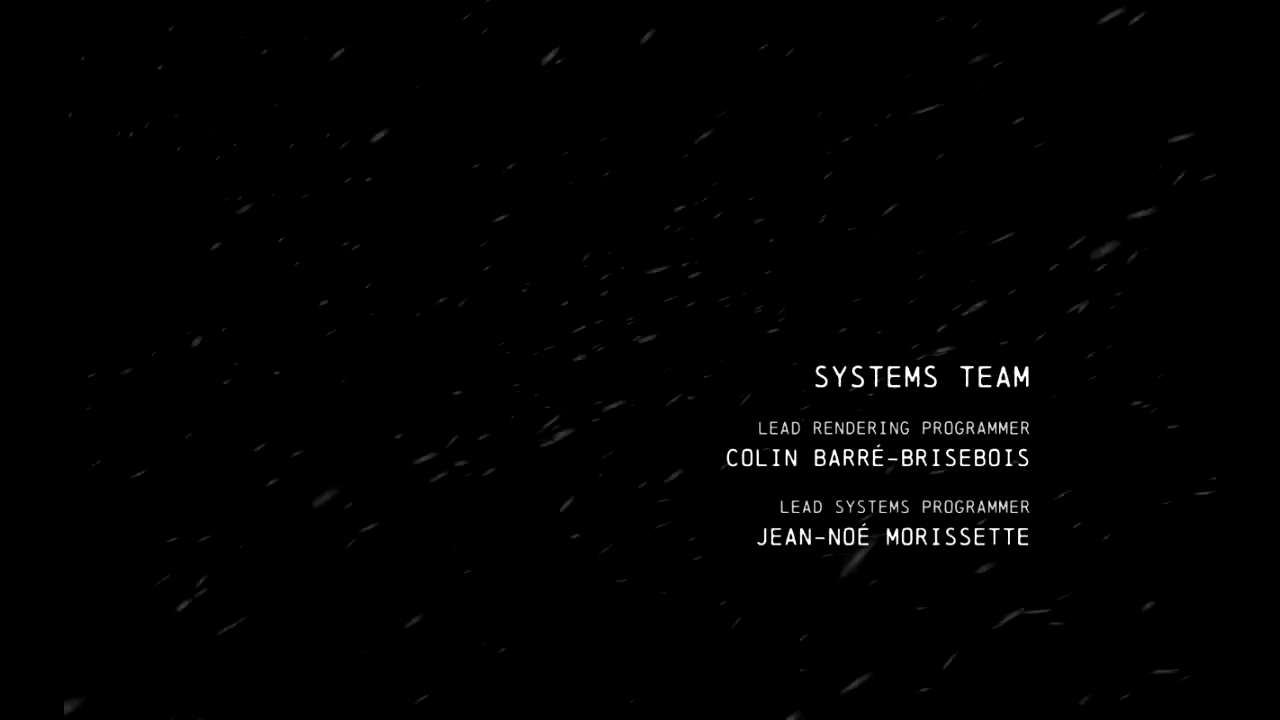 SYSTEMS TEAM
LEAD RENDERING PROGRAMMER
COLIN BARRÉ-BRISEBOIS
LEAD SYSTEMS PROGRAMMER
JEAN-NOÉ MORISSETTE